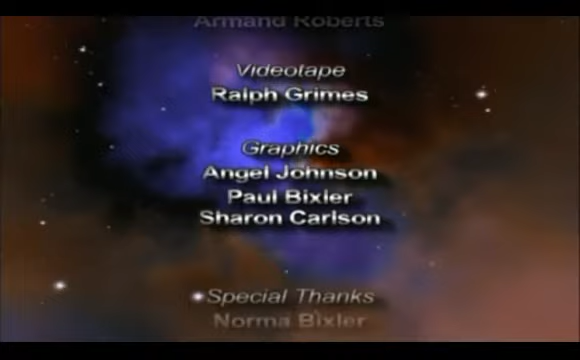 Armand Roberts
Videotape
Ralph Grimes
Graphics
Angel Johnson
Paul Bixler
Sharon Carlson
Special Thanks
Norma Bixler